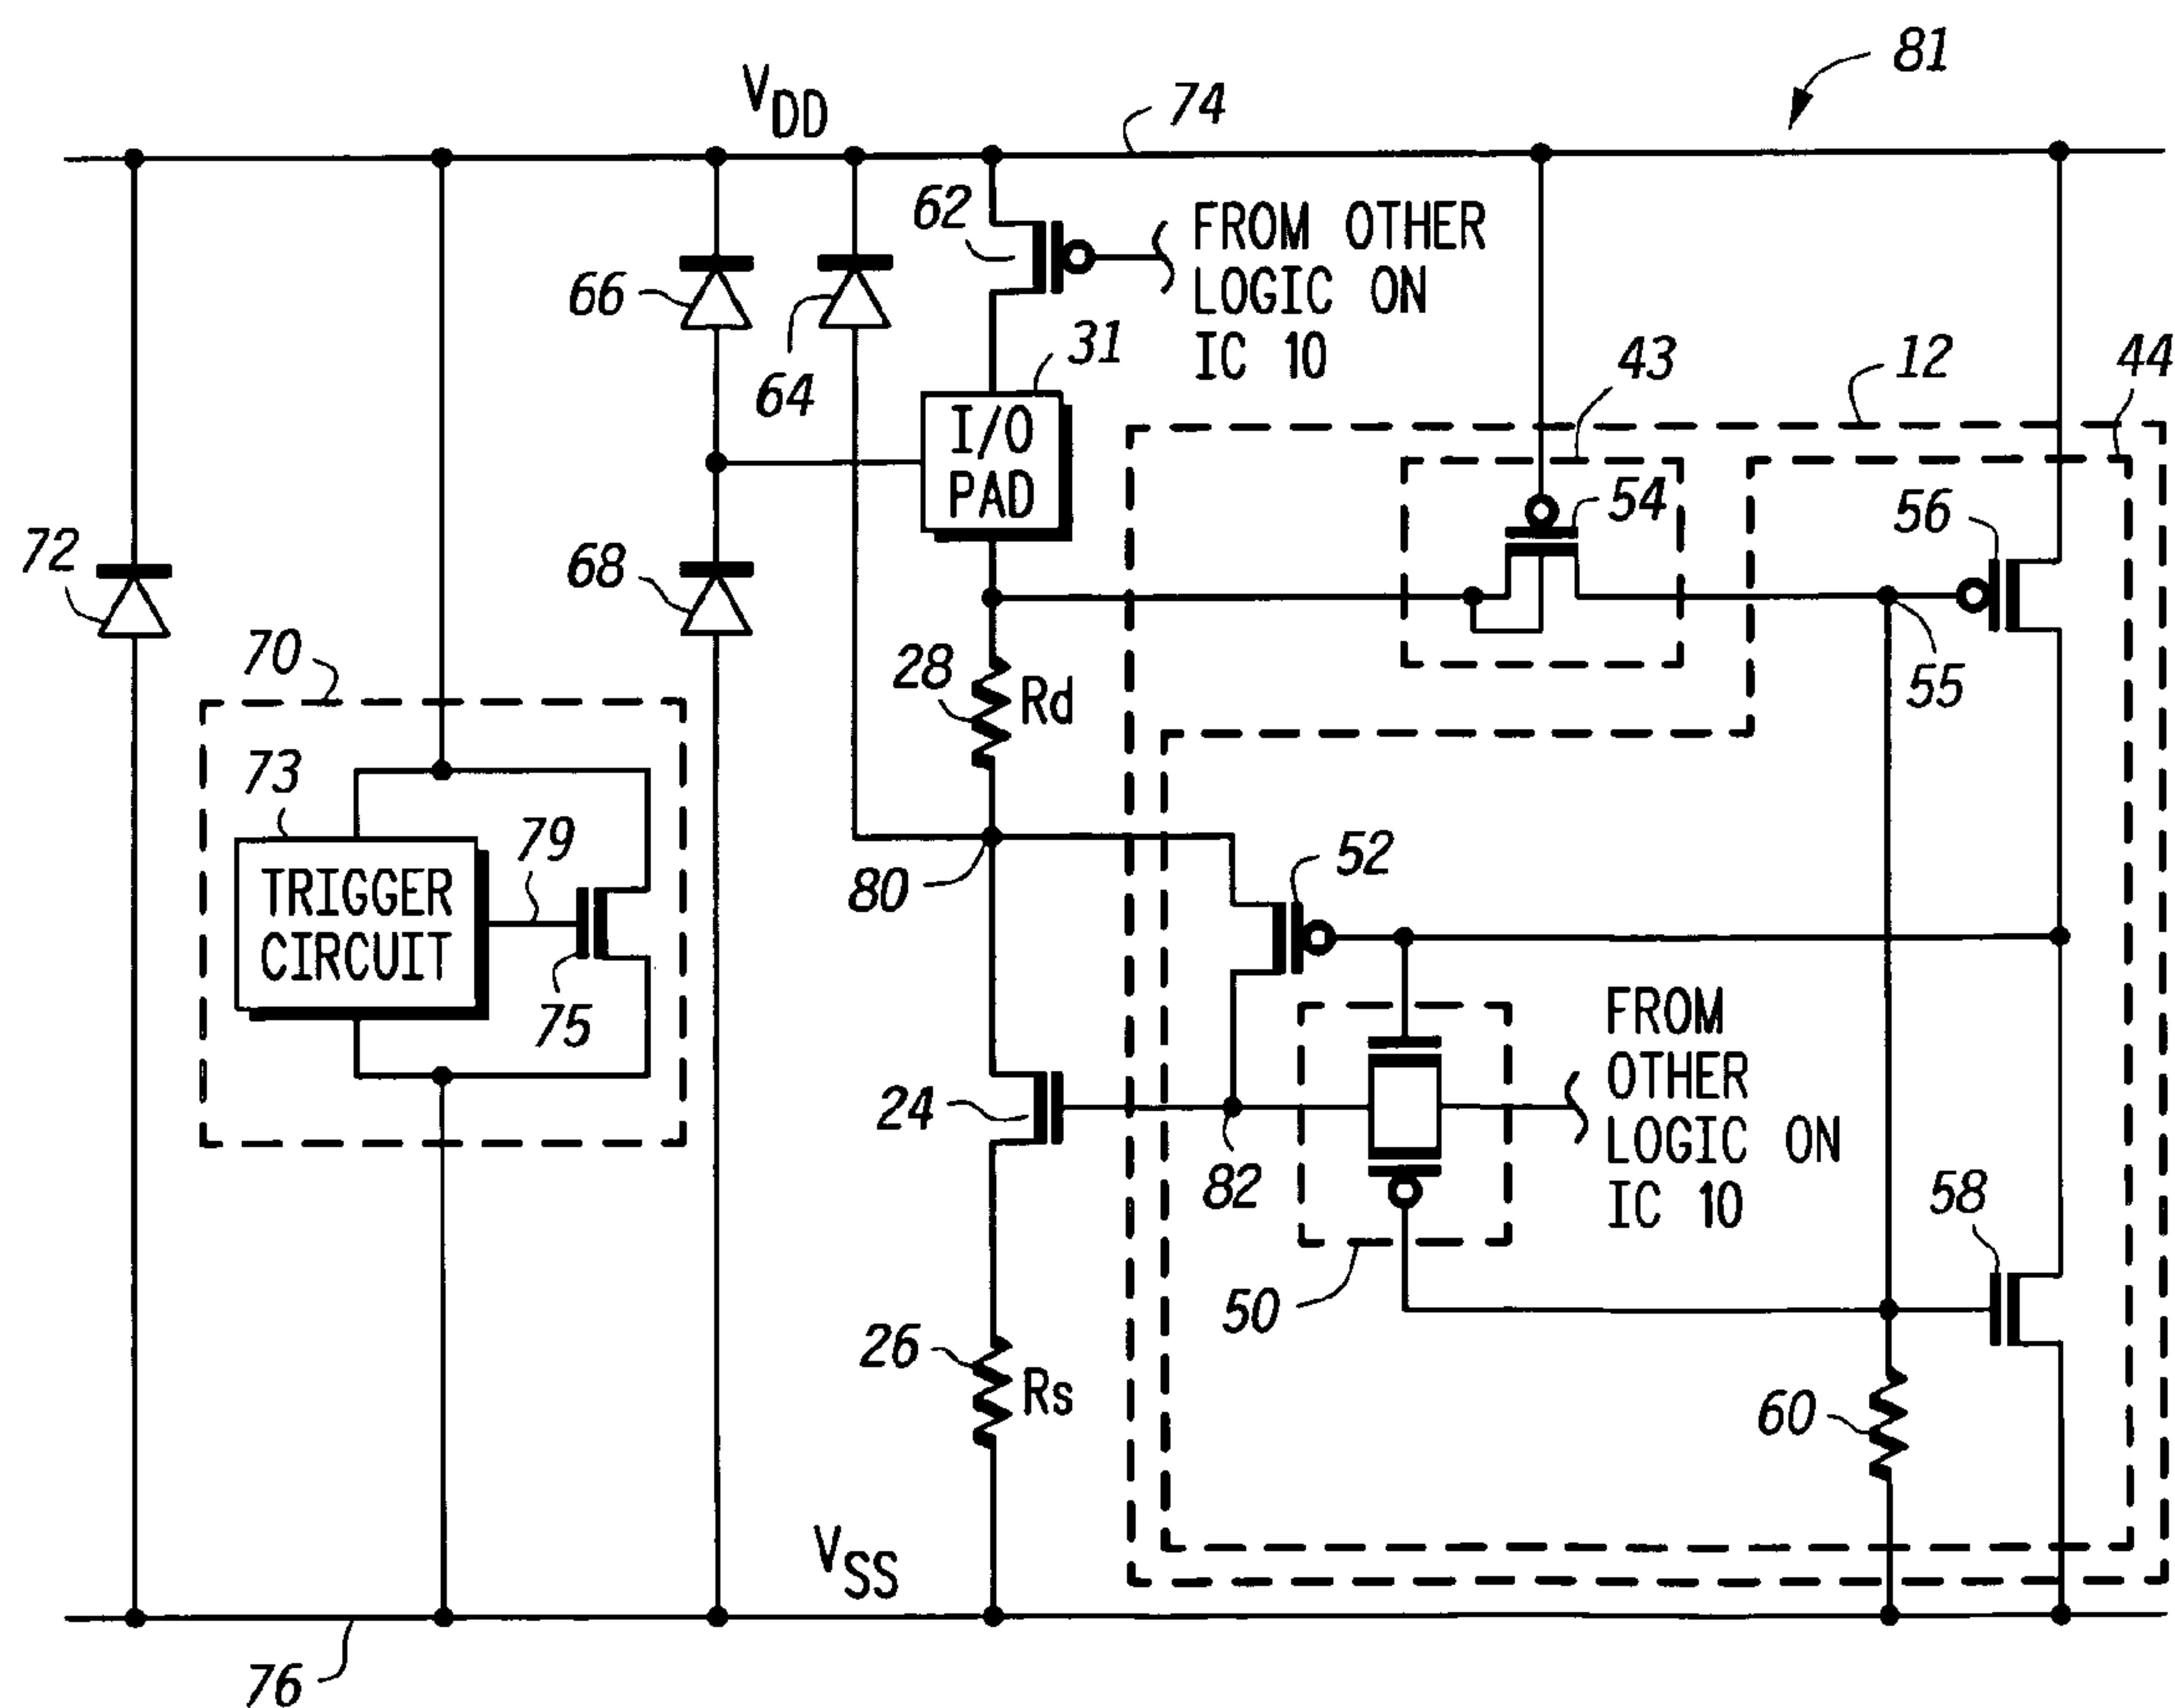 81
VDD
74
62
FROM OTHER
LOGIC ON
IC 10
66
64
31
43
12
44
I/O
PAD
54
56
72
68
55
70
28
Rd
73
79
52
80
TRIGGER
CIRCUIT
75
FROM
OTHER
LOGIC ON
IC 10
24
82
58
50
26
Rs
60
VSS
76